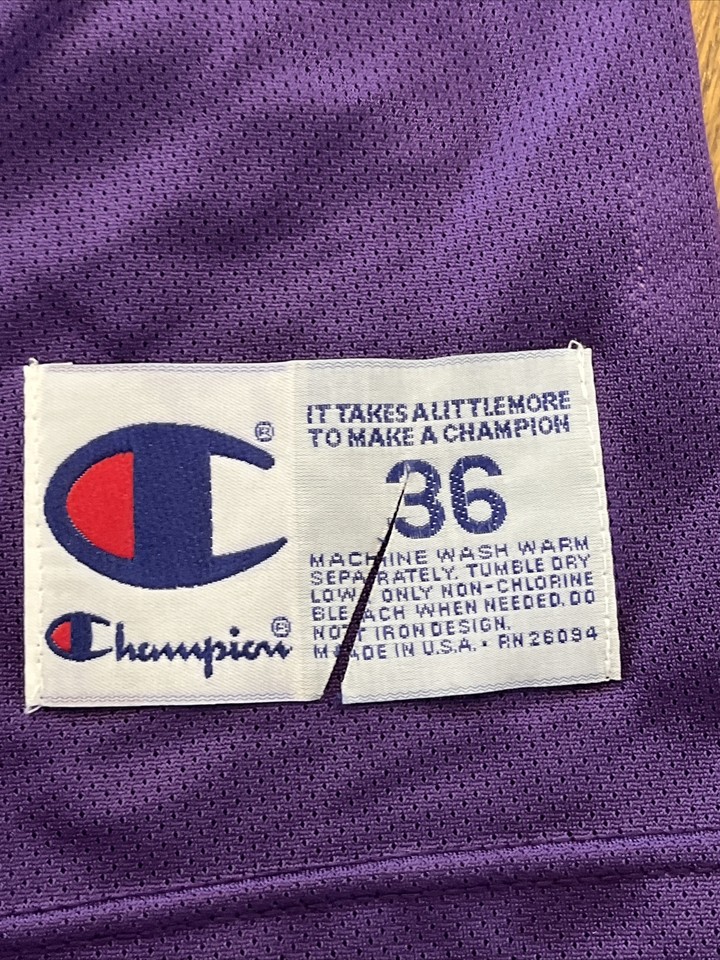 ®
Champion®
IT TAKES A LITTLE MORE
TO MAKE A CHAMPION
36
MACHINE WASH WARM
SEPARATELY. TUMBLE DRY
LOW. ONLY NON-CHLORINE
BLEACH WHEN NEEDED. DO
NOT IRON DESIGN.
MADE IN U.S.A. • RN 26094